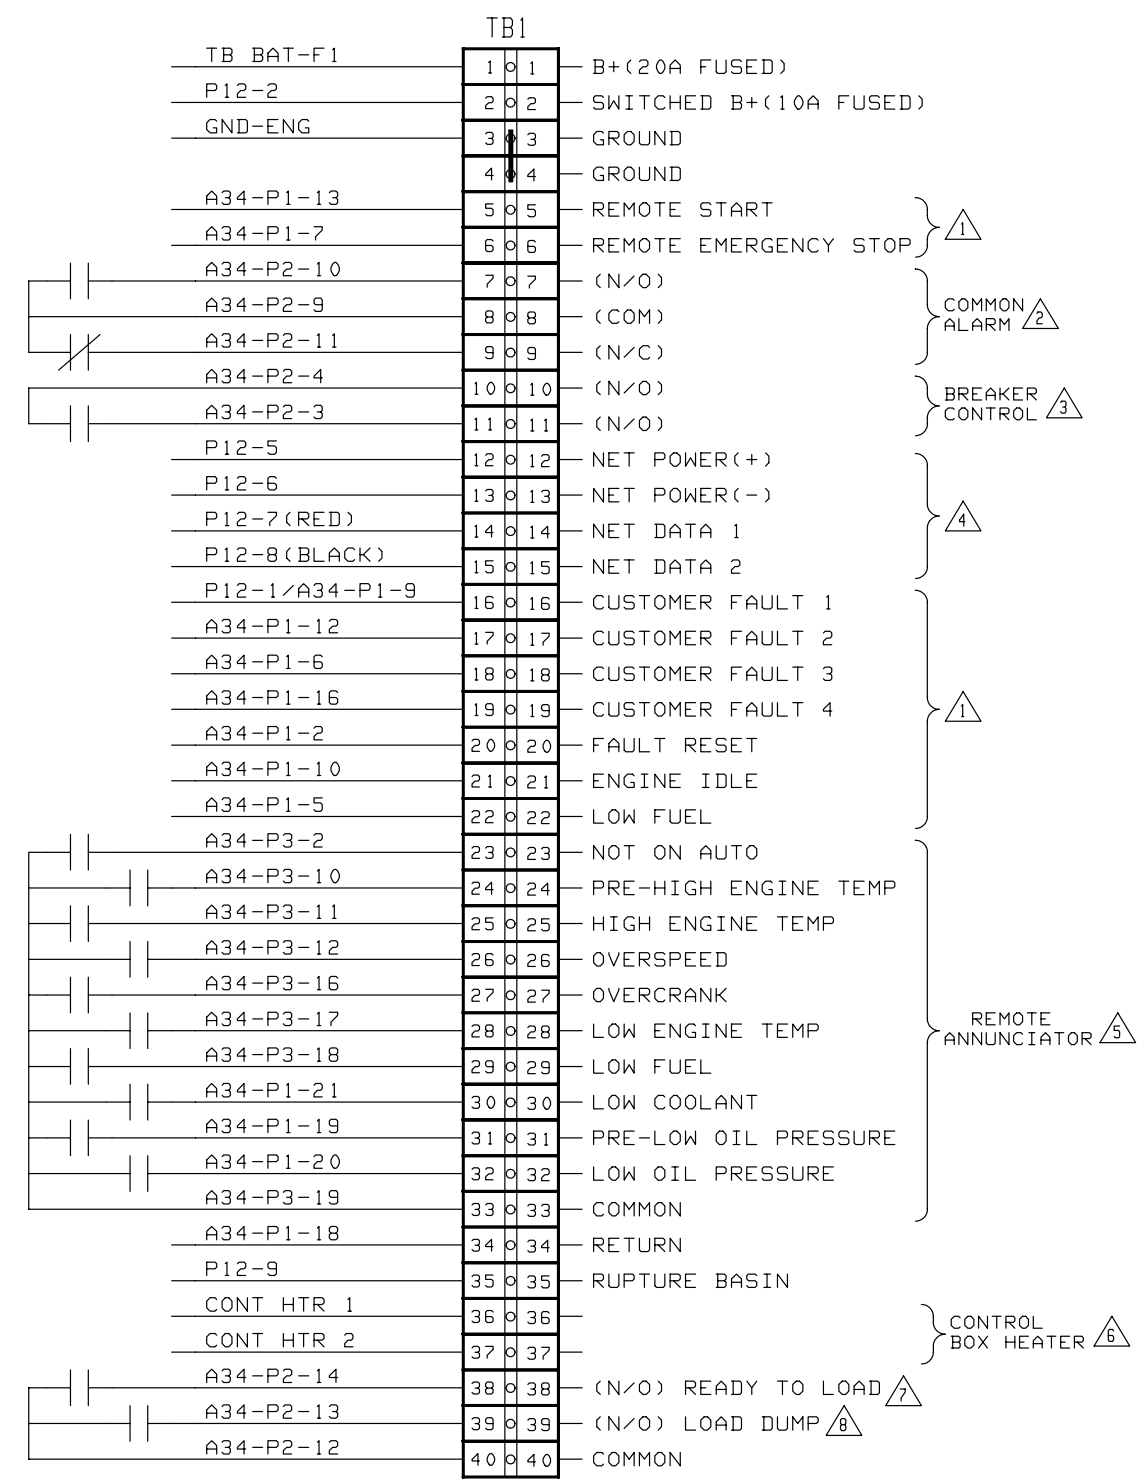 TB1
TB BAT-F1 1 1 B+(20A FUSED)
P12-2 2 2 SWITCHED B+(10A FUSED)
GND-ENG 3 3 GROUND
4 4 GROUND
A34-P1-13 5 5 REMOTE START
1
A34-P1-7 6 6 REMOTE EMERGENCY STOP
A34-P2-10 7 7 (N/O)
A34-P2-9 8 8 (COM)
COMMON
ALARM 2
A34-P2-11 9 9 (N/C)
A34-P2-4 10 10 (N/O)
BREAKER
CONTROL 3
A34-P2-3 11 11 (N/O)
P12-5 12 12 NET POWER(+)
P12-6 13 13 NET POWER(-)
4
P12-7(RED) 14 14 NET DATA 1
P12-8(BLACK) 15 15 NET DATA 2
P12-1/A34-P1-9 16 16 CUSTOMER FAULT 1
A34-P1-12 17 17 CUSTOMER FAULT 2
A34-P1-6 18 18 CUSTOMER FAULT 3
A34-P1-16 19 19 CUSTOMER FAULT 4
1
A34-P1-2 20 20 FAULT RESET
A34-P1-10 21 21 ENGINE IDLE
A34-P1-5 22 22 LOW FUEL
A34-P3-2 23 23 NOT ON AUTO
A34-P3-10 24 24 PRE-HIGH ENGINE TEMP
A34-P3-11 25 25 HIGH ENGINE TEMP
A34-P3-12 26 26 OVERSPEED
A34-P3-16 27 27 OVERCRANK
A34-P3-17 28 28 LOW ENGINE TEMP
REMOTE
ANNUNCIATOR 5
A34-P3-18 29 29 LOW FUEL
A34-P1-21 30 30 LOW COOLANT
A34-P1-19 31 31 PRE-LOW OIL PRESSURE
A34-P1-20 32 32 LOW OIL PRESSURE
A34-P3-19 33 33 COMMON
A34-P1-18 34 34 RETURN
P12-9 35 35 RUPTURE BASIN
CONT HTR 1 36 36
CONTROL
BOX HEATER 6
CONT HTR 2 37 37
A34-P2-14 38 38 (N/O) READY TO LOAD 7
A34-P2-13 39 39 (N/O) LOAD DUMP 8
A34-P2-12 40 40 COMMON